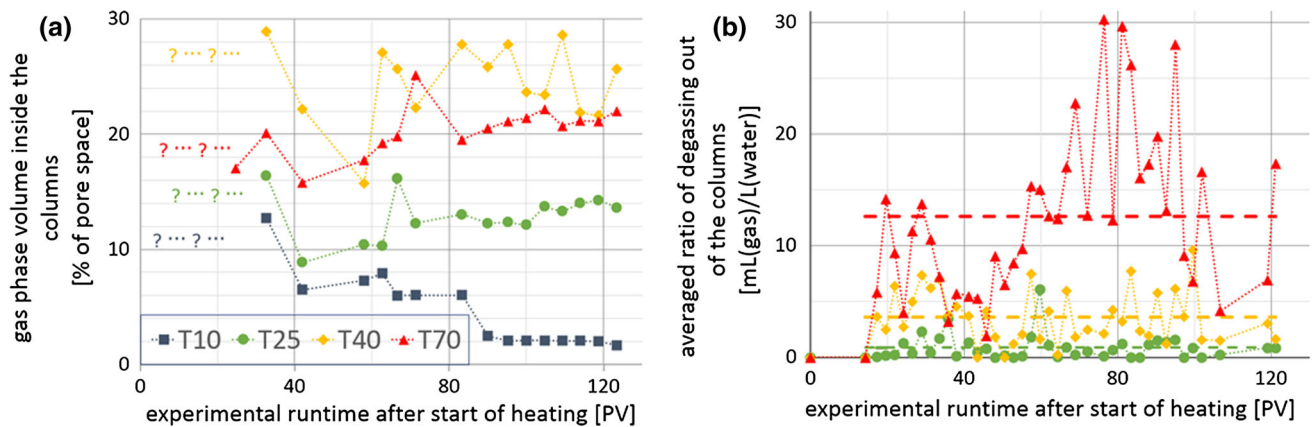 (a)
gas phase volume inside the
columns
[% of pore space]
30
20
10
0
? ··· ? ···
? ··· ? ···
? ··· ? ···
? ··· ? ···
T10 T25 T40 T70
0 40 80 120
experimental runtime after start of heating [PV]
(b)
averaged ratio of degassing out
of the columns
[mL(gas)/L(water)]
30
20
10
0
0 40 80 120
experimental runtime after start of heating [PV]